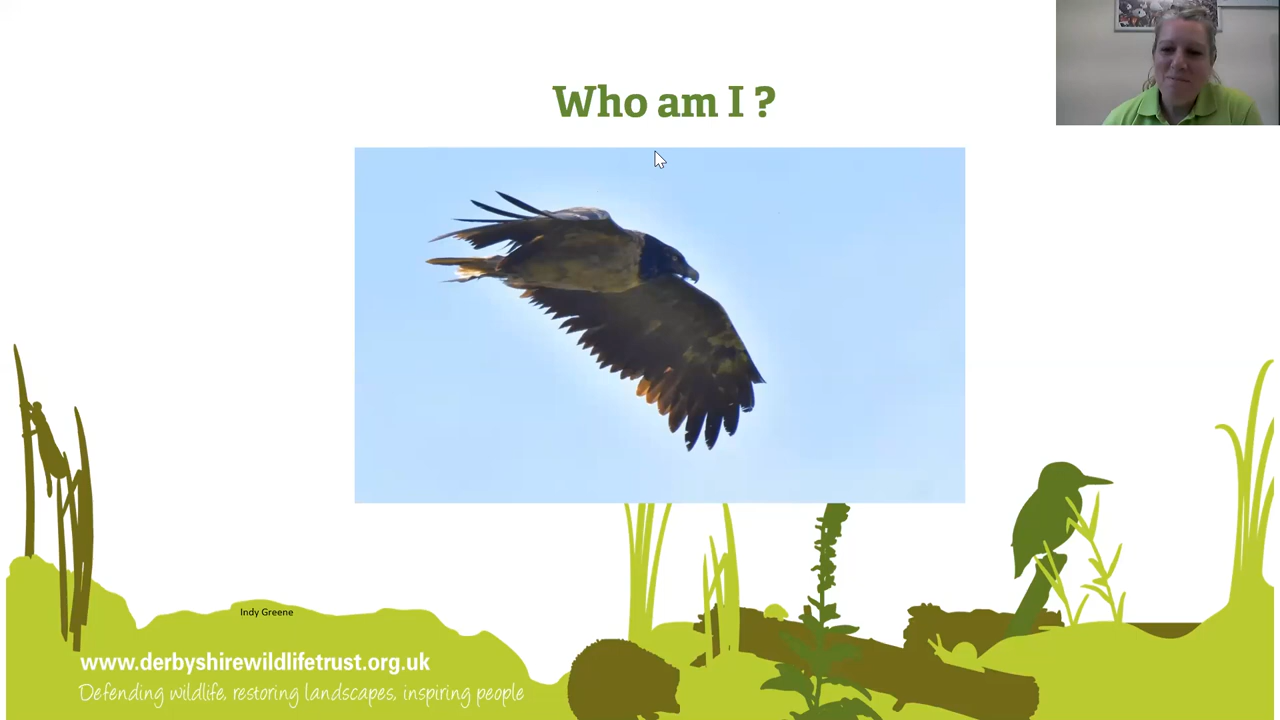 Who am I ?
Indy Greene
www.derbyshirewildlifetrust.org.uk
Defending wildlife, restoring landscapes, inspiring people